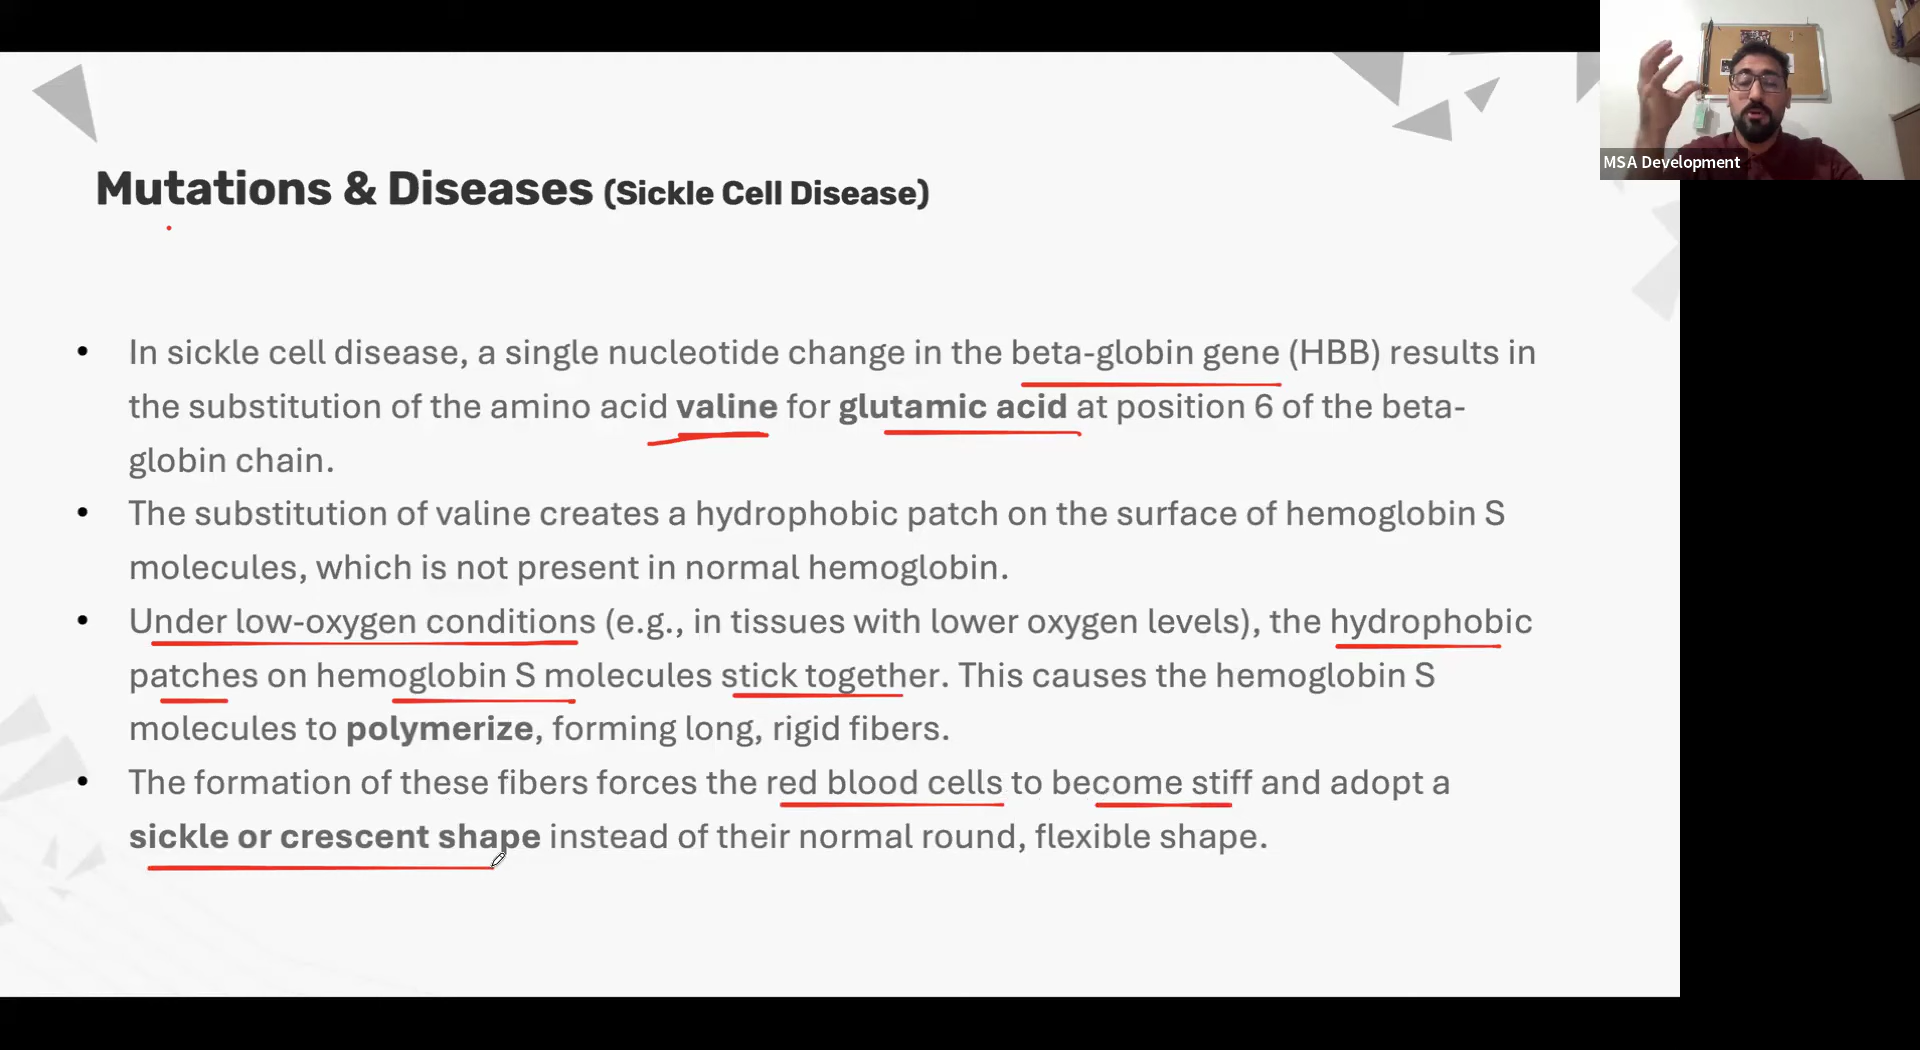 MSA Development
Mutations & Diseases (Sickle Cell Disease)
• In sickle cell disease, a single nucleotide change in the beta-globin gene (HBB) results in
the substitution of the amino acid valine for glutamic acid at position 6 of the beta-
globin chain.
• The substitution of valine creates a hydrophobic patch on the surface of hemoglobin S
molecules, which is not present in normal hemoglobin.
• Under low-oxygen conditions (e.g., in tissues with lower oxygen levels), the hydrophobic
patches on hemoglobin S molecules stick together. This causes the hemoglobin S
molecules to polymerize, forming long, rigid fibers.
• The formation of these fibers forces the red blood cells to become stiff and adopt a
sickle or crescent shape instead of their normal round, flexible shape.